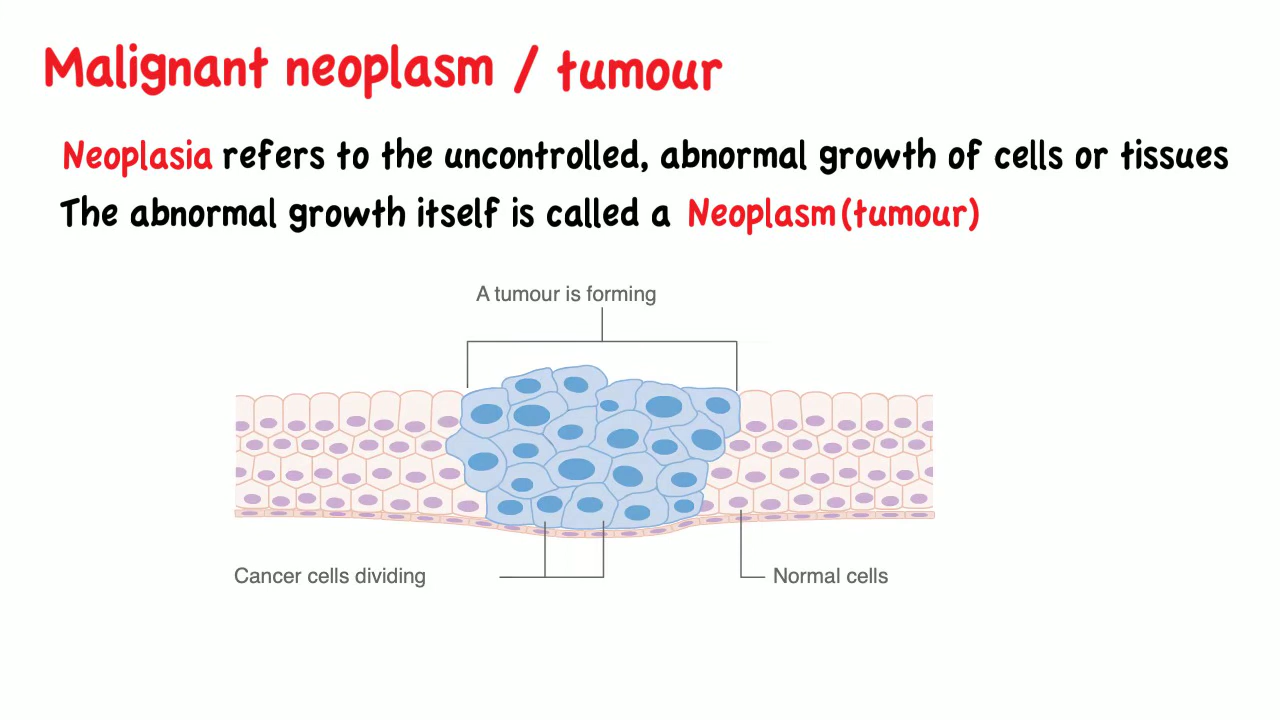 Malignant neoplasm / tumour
Neoplasia refers to the uncontrolled, abnormal growth of cells or tissues
The abnormal growth itself is called a Neoplasm (tumour)
A tumour is forming
Cancer cells dividing
Normal cells